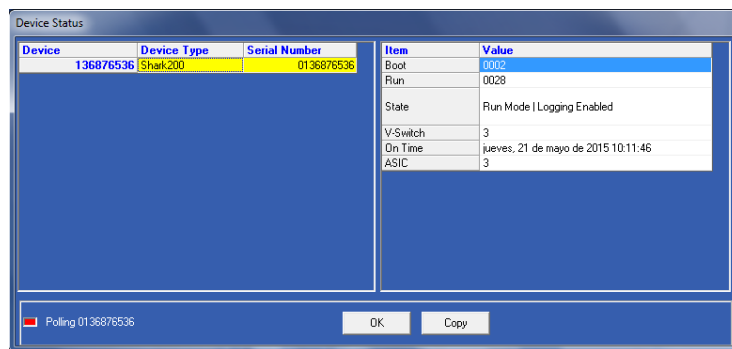 Device Status
Device Device Type Serial Number
136876536 Shark200 0136876536
Item Value
Boot 0002
Run 0028
State Run Mode | Logging Enabled
V-Switch 3
On Time jueves, 21 de mayo de 2015 10:11:46
ASIC 3
Polling 0136876536
OK Copy